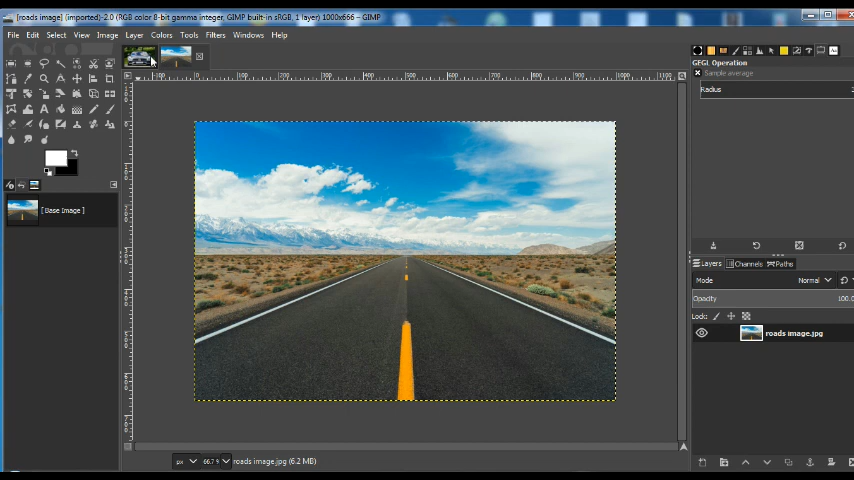 [roads image] (imported)-2.0 (RGB color 8-bit gamma integer, GIMP built-in sRGB, 1 layer) 1000x666 – GIMP
File Edit Select View Image Layer Colors Tools Filters Windows Help
GEGL Operation
Sample average
Radius
[ Base Image ]
Layers Channels Paths
Mode Normal
Opacity 100.0
Lock:
roads image.jpg
px 66.7 roads image.jpg (6.2 MB)